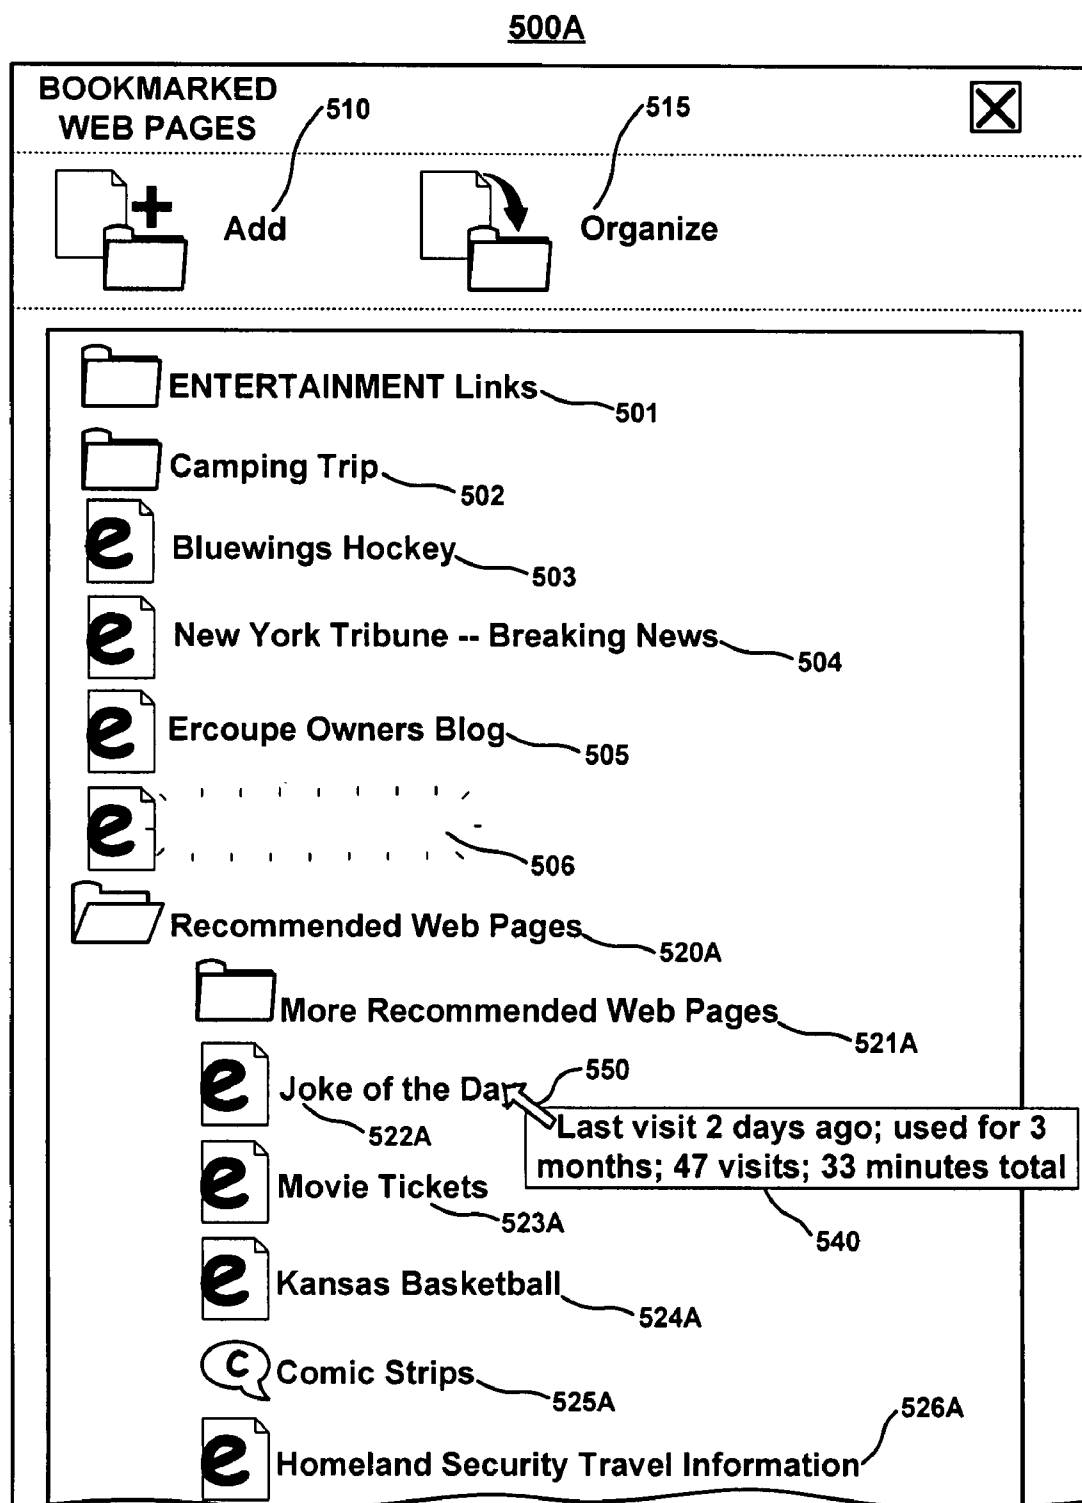 500A
BOOKMARKED
WEB PAGES
510
515
Add
Organize
ENTERTAINMENT Links
501
Camping Trip
502
e
Bluewings Hockey
503
e
New York Tribune -- Breaking News
504
e
Ercoupe Owners Blog
505
e
506
Recommended Web Pages
520A
More Recommended Web Pages
521A
e
Joke of the Da
550
522A
Last visit 2 days ago; used for 3
months; 47 visits; 33 minutes total
540
e
Movie Tickets
523A
e
Kansas Basketball
524A
C
Comic Strips
525A
526A
e
Homeland Security Travel Information